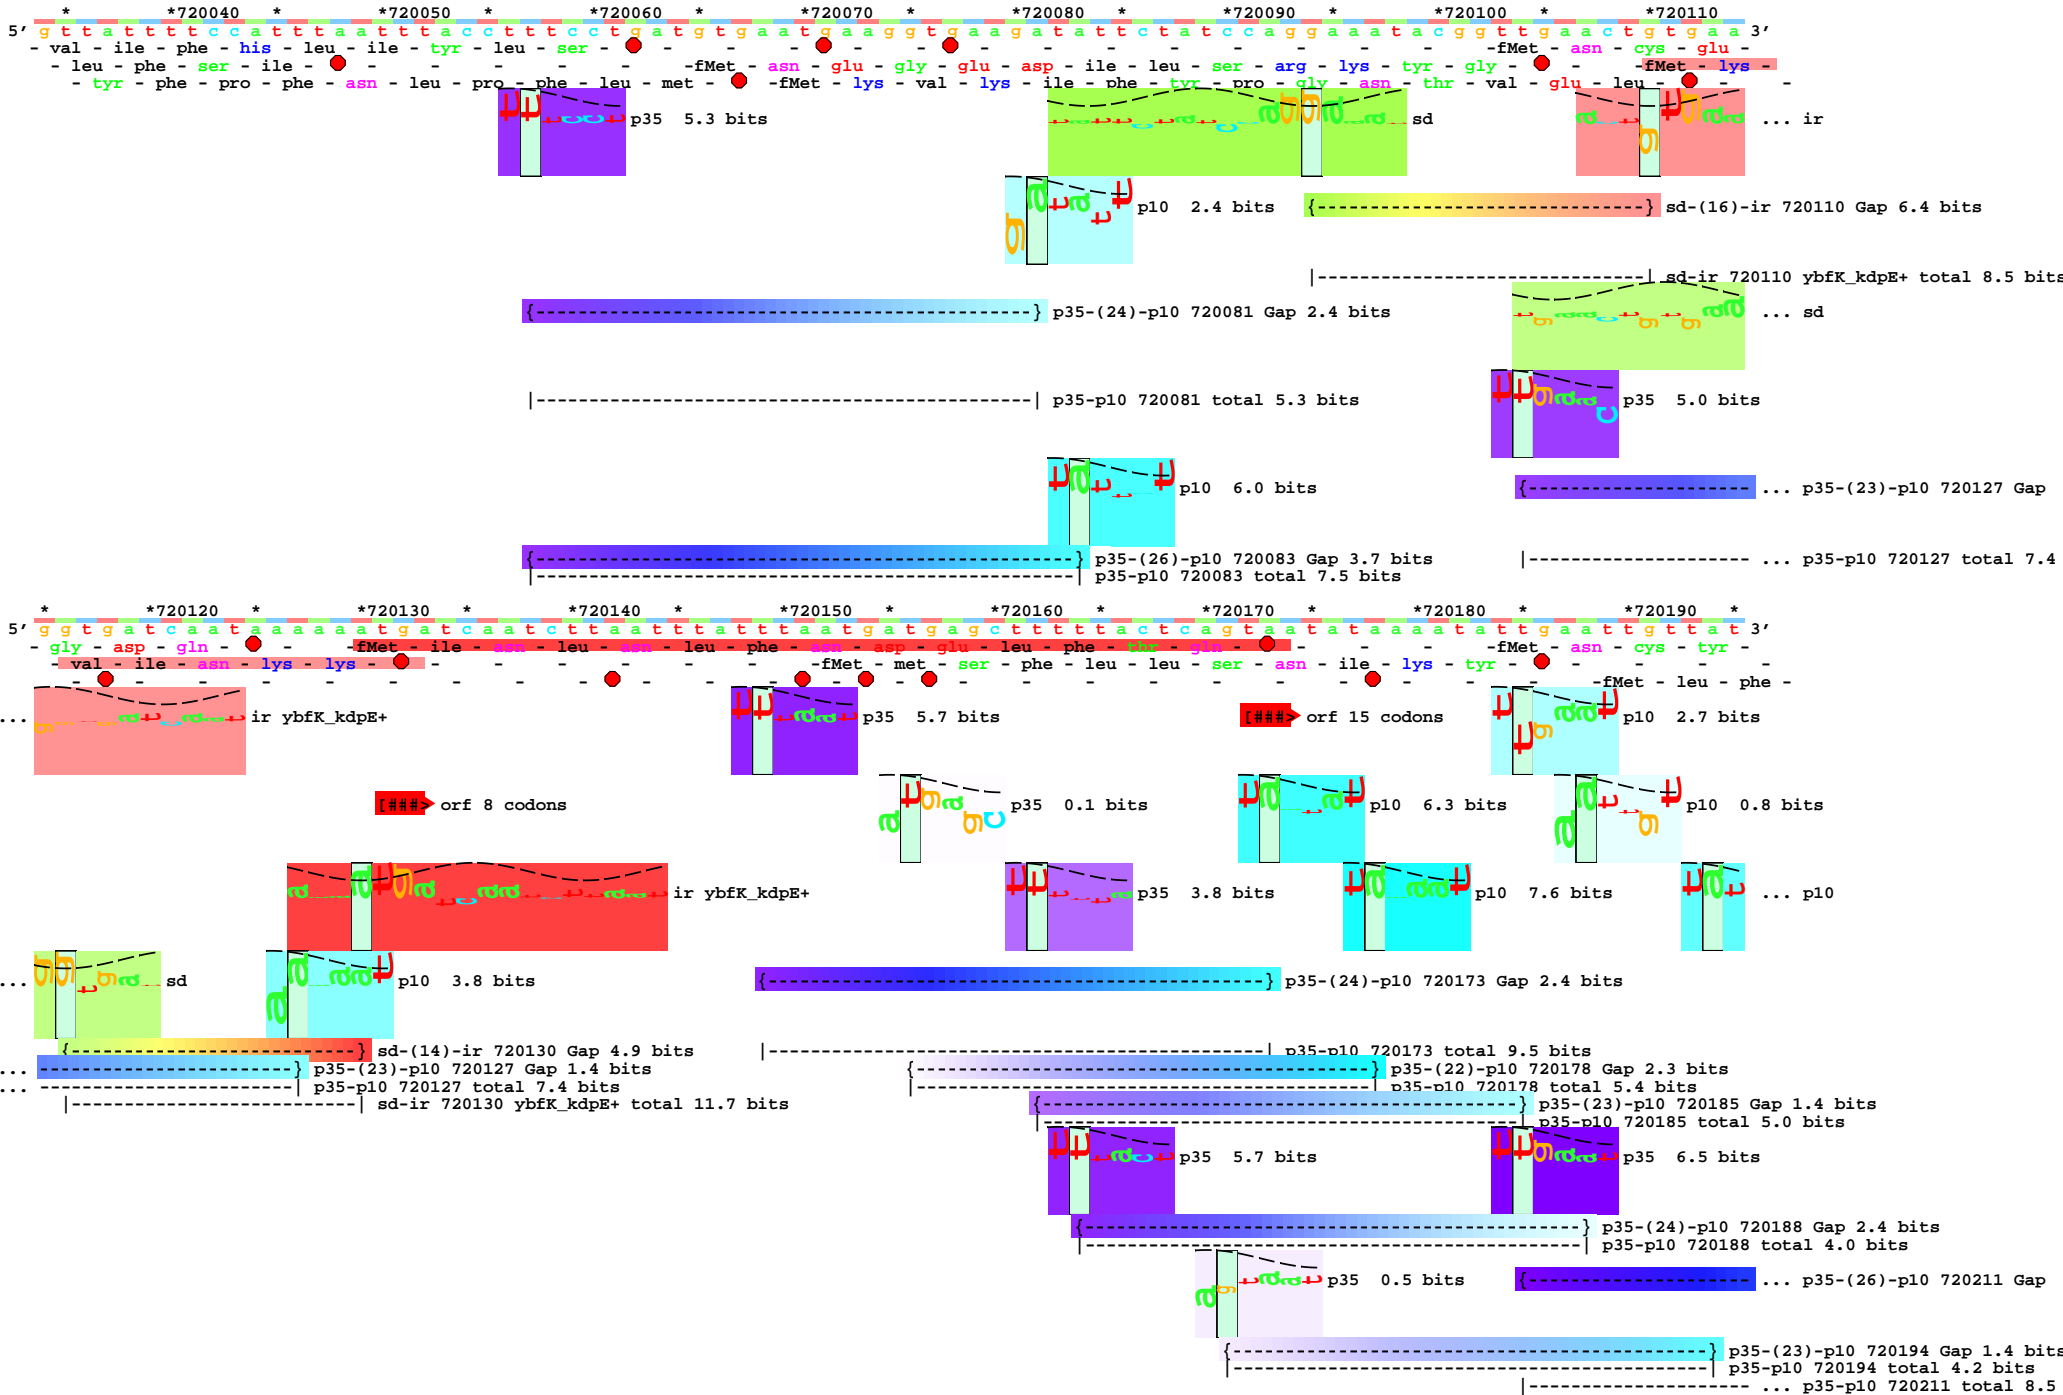 * *720040 * *720050 * *720060 * *720070 * *720080 * *720090 * *720100 * *720110
5' g t t a t t t t c c a t t t a a t t t a c c t t t c c t g a t g t g a a t g a a g g t g a a g a t a t t c t a t c c a g g a a a t a c g g t t g a a c t g t g a a 3'
- val - ile - phe - his - leu - ile - tyr - leu - ser - - - - - - - - - - - - - - -fMet - asn - cys - glu -
- leu - phe - ser - ile - - - - - - -fMet - asn - glu - gly - glu - asp - ile - leu - ser - arg - lys - tyr - gly - - - fMet - lys -
- tyr - phe - pro - phe - asn - leu - pro - phe - leu - met - -fMet - lys - val - lys - ile - phe - tyr - pro - gly - asn - thr - val - glu - leu - - -
p35 5.3 bits
sd
... ir
p10 2.4 bits
{------------------------} sd-(16)-ir 720110 Gap 6.4 bits
|------------------------| sd-ir 720110 ybfK_kdpE+ total 8.5 bits
{------------------------} p35-(24)-p10 720081 Gap 2.4 bits
... sd
|------------------------| p35-p10 720081 total 5.3 bits
p35 5.0 bits
p10 6.0 bits
{---------------- ... p35-(23)-p10 720127 Gap
{------------------------} p35-(26)-p10 720083 Gap 3.7 bits
|---------------- ... p35-p10 720127 total 7.4
|------------------------| p35-p10 720083 total 7.5 bits
* *720120 * *720130 * *720140 * *720150 * *720160 * *720170 * *720180 * *720190 *
5' g g t g a t c a a t a a a a a t g a t c a a t c t t a a t t a t t t a a t g a t g a g c t t t t t a c t c a g t a a t a t a a a a t a t t g a a t t g t t a t 3'
- gly - asp - gln - - - fMet - ile - asn - leu - asn - leu - phe - asn - asp - glu - leu - phe - thr - gln - - - - - -fMet - asn - cys - tyr -
- val - ile - asn - lys - lys - - - - - - - -fMet - met - ser - phe - leu - leu - ser - asn - ile - lys - tyr - - - - -
- - - - - - - - - - - - - - - - - - -fMet - leu - phe -
... ir ybfK_kdpE+
p35 5.7 bits
[###> orf 15 codons
p10 2.7 bits
[###> orf 8 codons
p35 0.1 bits
p10 6.3 bits
p10 0.8 bits
ir ybfK_kdpE+
p35 3.8 bits
p10 7.6 bits
... p10
... sd
p10 3.8 bits
{------------------------} p35-(24)-p10 720173 Gap 2.4 bits
{------------------------} sd-(14)-ir 720130 Gap 4.9 bits
|------------------------| p35-p10 720173 total 9.5 bits
... ------------------------} p35-(23)-p10 720127 Gap 1.4 bits
{------------------------} p35-(22)-p10 720178 Gap 2.3 bits
... ------------------------| p35-p10 720127 total 7.4 bits
|------------------------| p35-p10 720178 total 5.4 bits
|------------------------| sd-ir 720130 ybfK_kdpE+ total 11.7 bits
{------------------------} p35-(23)-p10 720185 Gap 1.4 bits
|------------------------| p35-p10 720185 total 5.0 bits
p35 5.7 bits
p35 6.5 bits
{------------------------} p35-(24)-p10 720188 Gap 2.4 bits
|------------------------| p35-p10 720188 total 4.0 bits
p35 0.5 bits
{---------------- ... p35-(26)-p10 720211 Gap
{------------------------} p35-(23)-p10 720194 Gap 1.4 bits
|------------------------| p35-p10 720194 total 4.2 bits
|---------------- ... p35-p10 720211 total 8.5